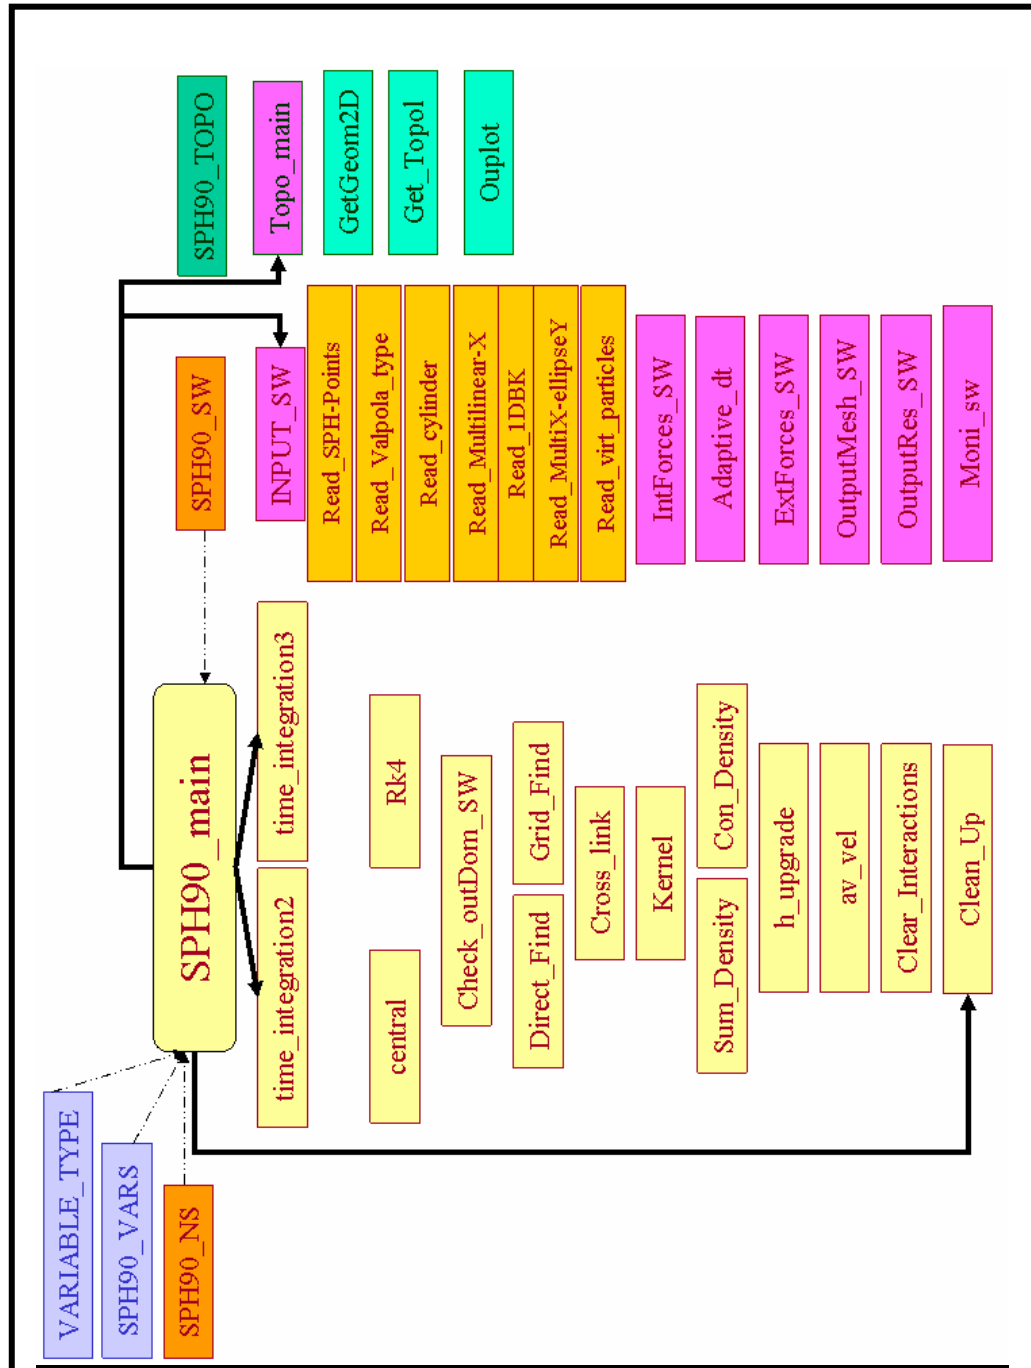 VARIABLE_TYPE
SPH90_VARS
SPH90_NS
SPH90_main
SPH90_SW
SPH90_TOPO
time_integration2
time_integration3
INPUT_SW
Topo_main
central
Rk4
Check_outDom_SW
Direct_Find
Grid_Find
Cross_link
Kernel
Sum_Density
Con_Density
h_upgrade
av_vel
Clear_Interactions
Clean_Up
Read_SPH-Points
Read_Valpola_type
Read_cylinder
Read_Multilinear-X
Read_1DBK
Read_MultiX-ellipseY
Read_virt_particles
IntForces_SW
Adaptive_dt
ExtForces_SW
OutputMesh_SW
OutputRes_SW
Moni_sw
GetGeom2D
Get_Topol
Ouplot